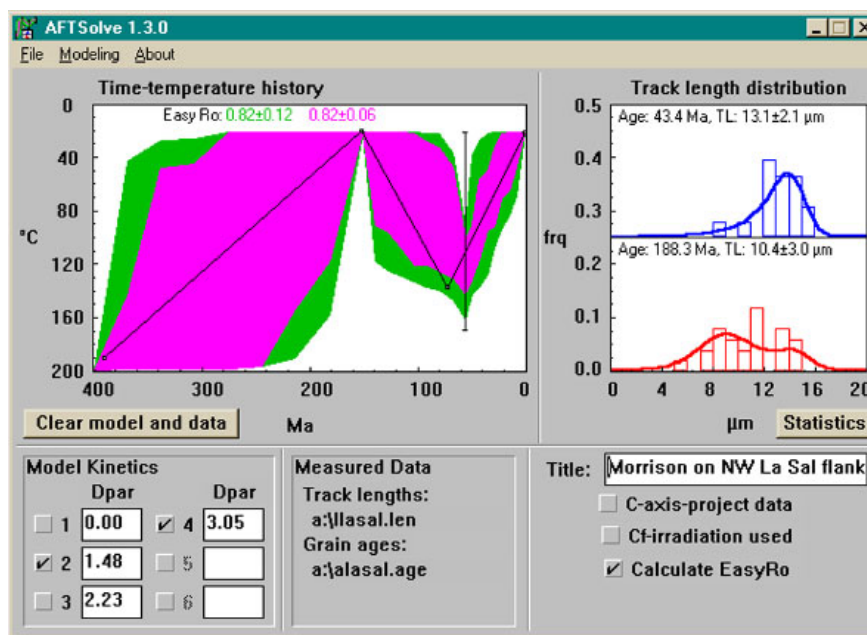 AFTSolve 1.3.0
File Modeling About
Time-temperature history
Easy Ro: 0.82±0.12 0.82±0.06
0
40
80
°C
120
160
200
400 300 200 100 0
Ma
Clear model and data
Track length distribution
0.5
Age: 43.4 Ma, TL: 13.1±2.1 µm
0.4
0.3
frq
Age: 188.3 Ma, TL: 10.4±3.0 µm
0.2
0.1
0.0
0 4 8 12 16 20
µm
Statistics
Model Kinetics
Dpar Dpar
1 0.00 4 3.05
2 1.48 5
3 2.23 6
Measured Data
Track lengths:
a:\llasal.len
Grain ages:
a:\alasal.age
Title: Morrison on NW La Sal flank
C-axis-project data
Cf-irradiation used
Calculate EasyRo